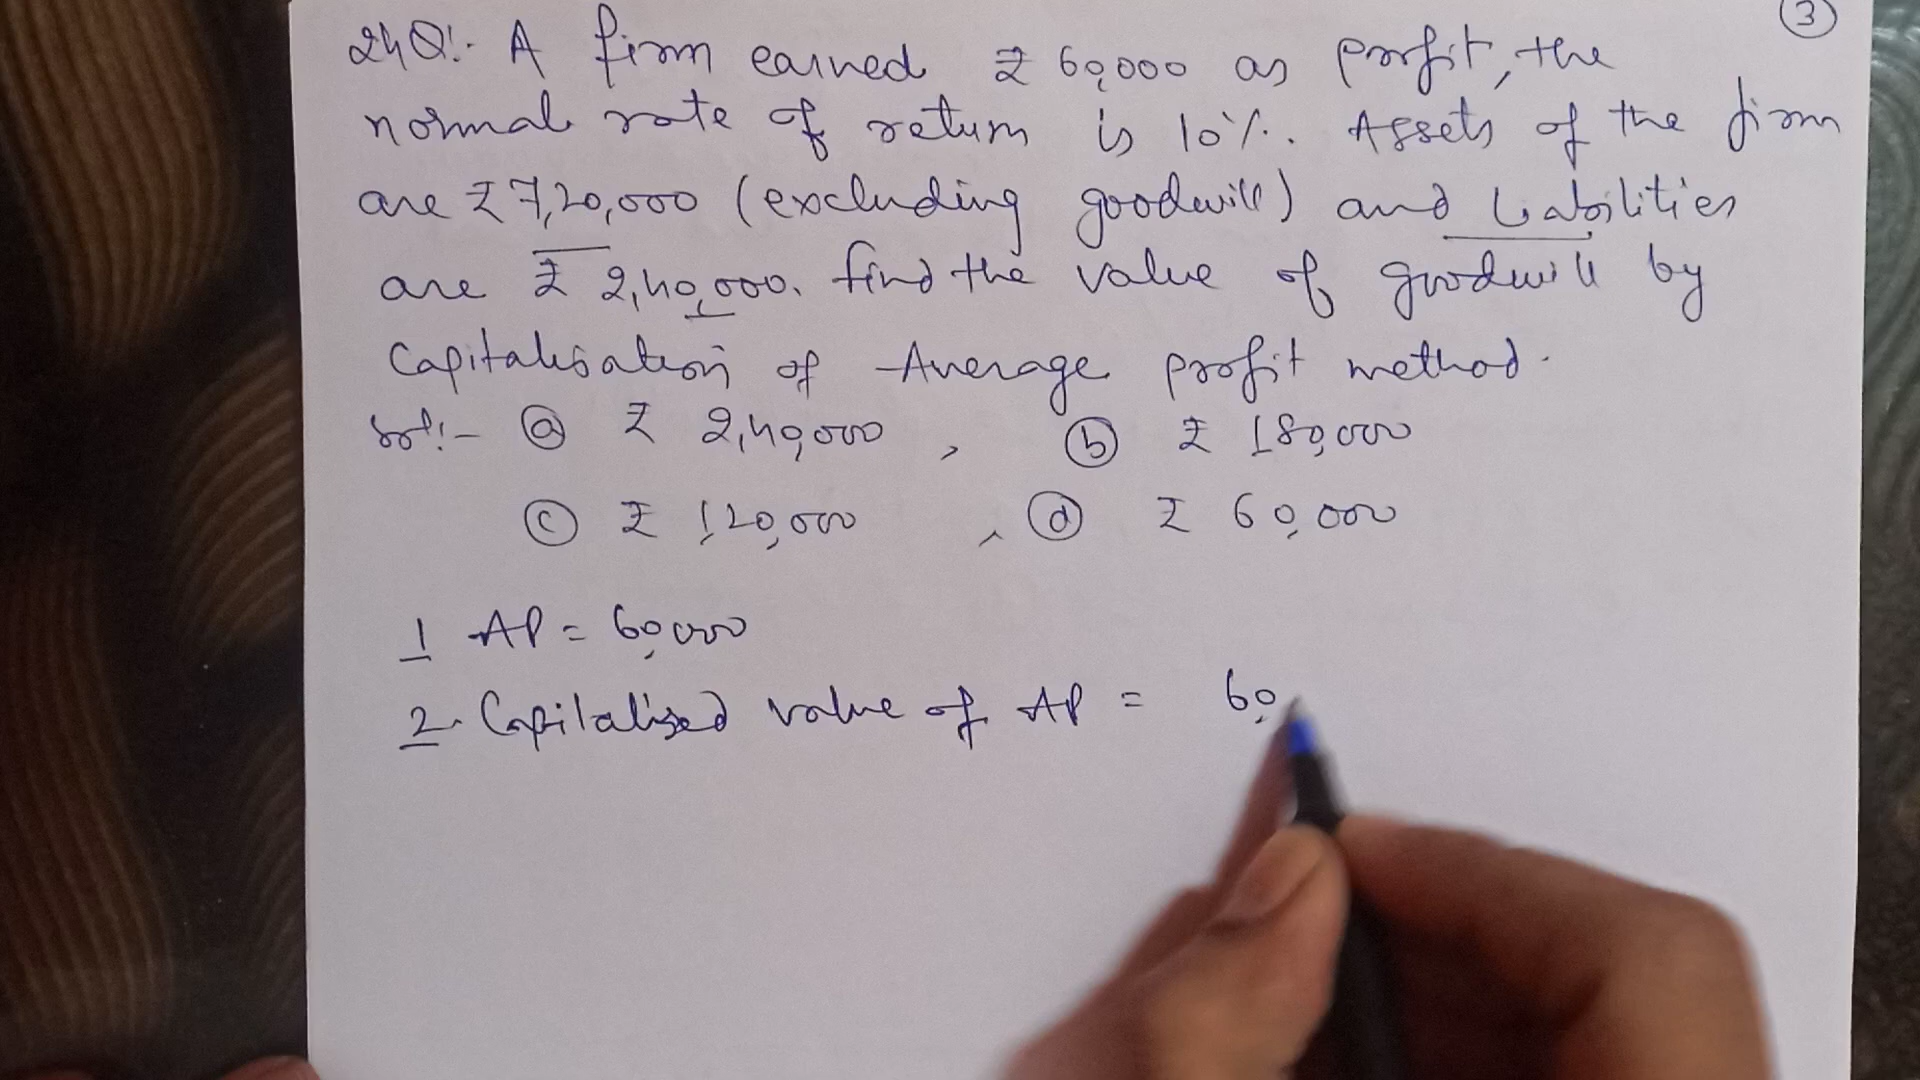 3
24Q:- A firm earned ₹ 60,000 as profit, the
normal rate of return is 10%. Assets of the firm
are ₹ 7,20,000 (excluding goodwill) and Liabilities
are ₹ 2,40,000. find the value of goodwill by
Capitalisation of Average profit method.
Sol:- (a) ₹ 2,40,000 , (b) ₹ 180,000
(c) ₹ 120,000 , (d) ₹ 60,000
1 AP = 60,000
2. Capitalised value of AP = 60,